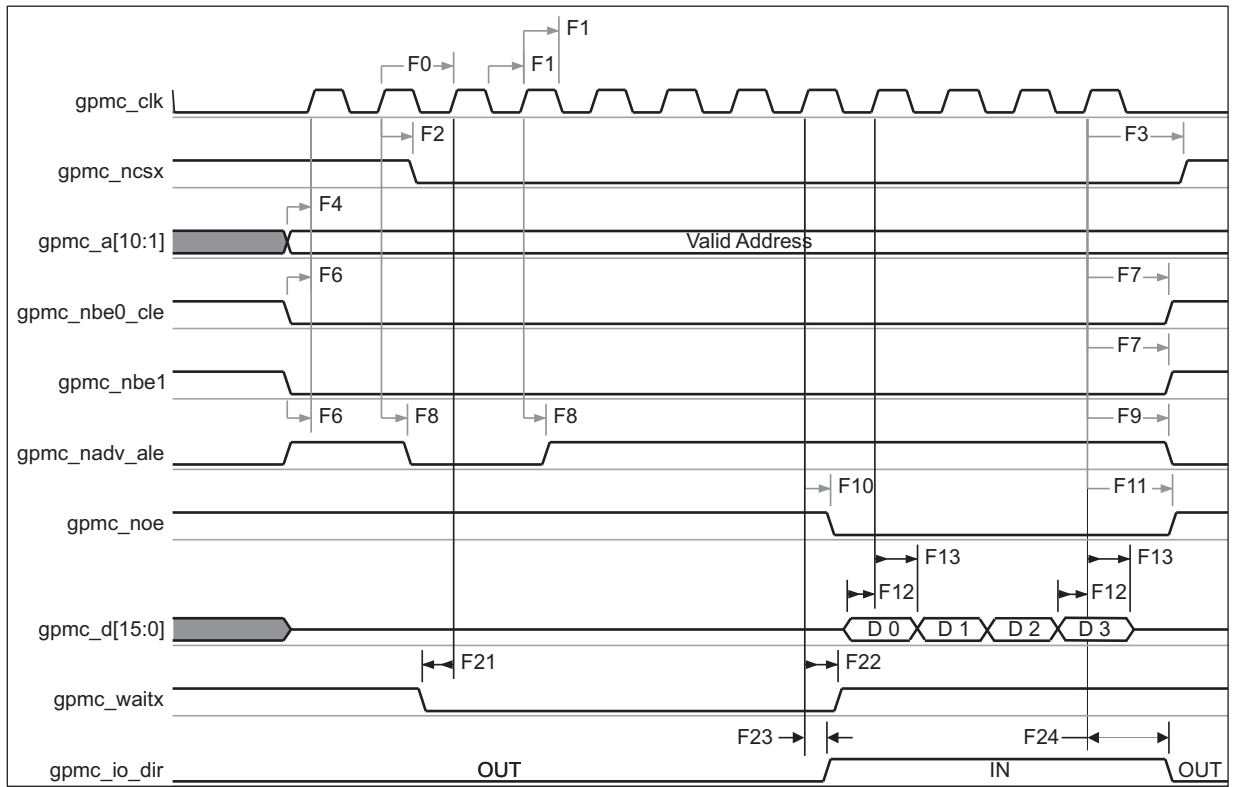 F1
F0 F1
gpmc_clk
F2 F3
gpmc_ncsx
F4
gpmc_a[10:1] Valid Address
F6 F7
gpmc_nbe0_cle
F7
gpmc_nbe1
F6 F8 F8 F9
gpmc_nadv_ale
F10 F11
gpmc_noe
F13 F13
F12 F12
gpmc_d[15:0] D 0 D 1 D 2 D 3
F21 F22
gpmc_waitx
F23 F24
gpmc_io_dir OUT IN OUT